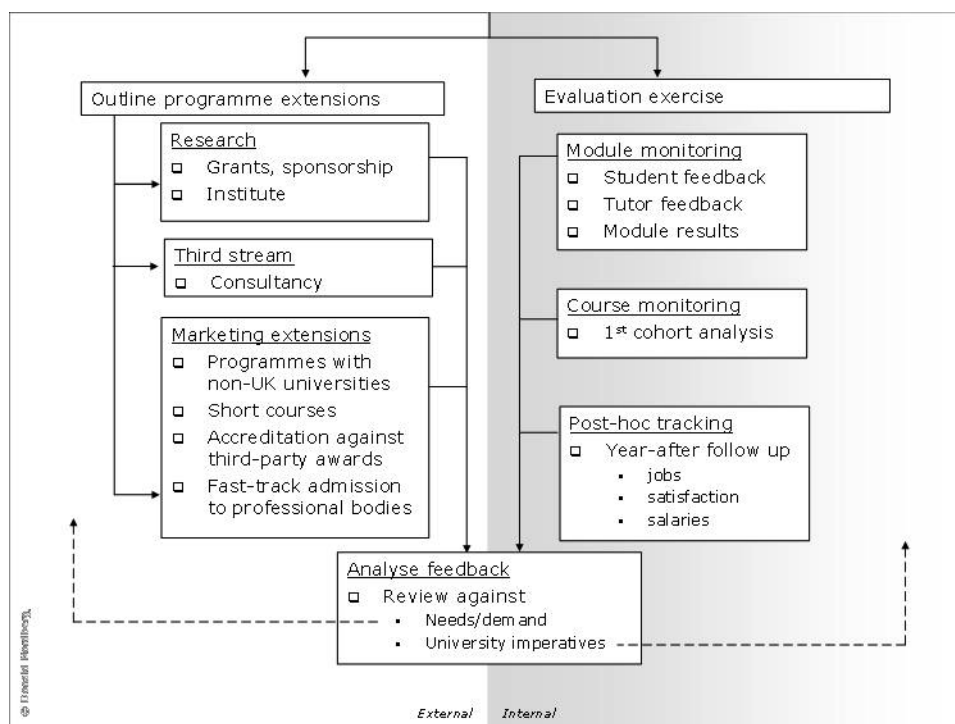 Outline programme extensions
Research
Grants, sponsorship
Institute
Third stream
Consultancy
Marketing extensions
Programmes with
non-UK universities
Short courses
Accreditation against
third-party awards
Fast-track admission
to professional bodies
Evaluation exercise
Module monitoring
Student feedback
Tutor feedback
Module results
Course monitoring
1st cohort analysis
Post-hoc tracking
Year-after follow up
jobs
satisfaction
salaries
Analyse feedback
Review against
Needs/demand
University imperatives
External Internal
©